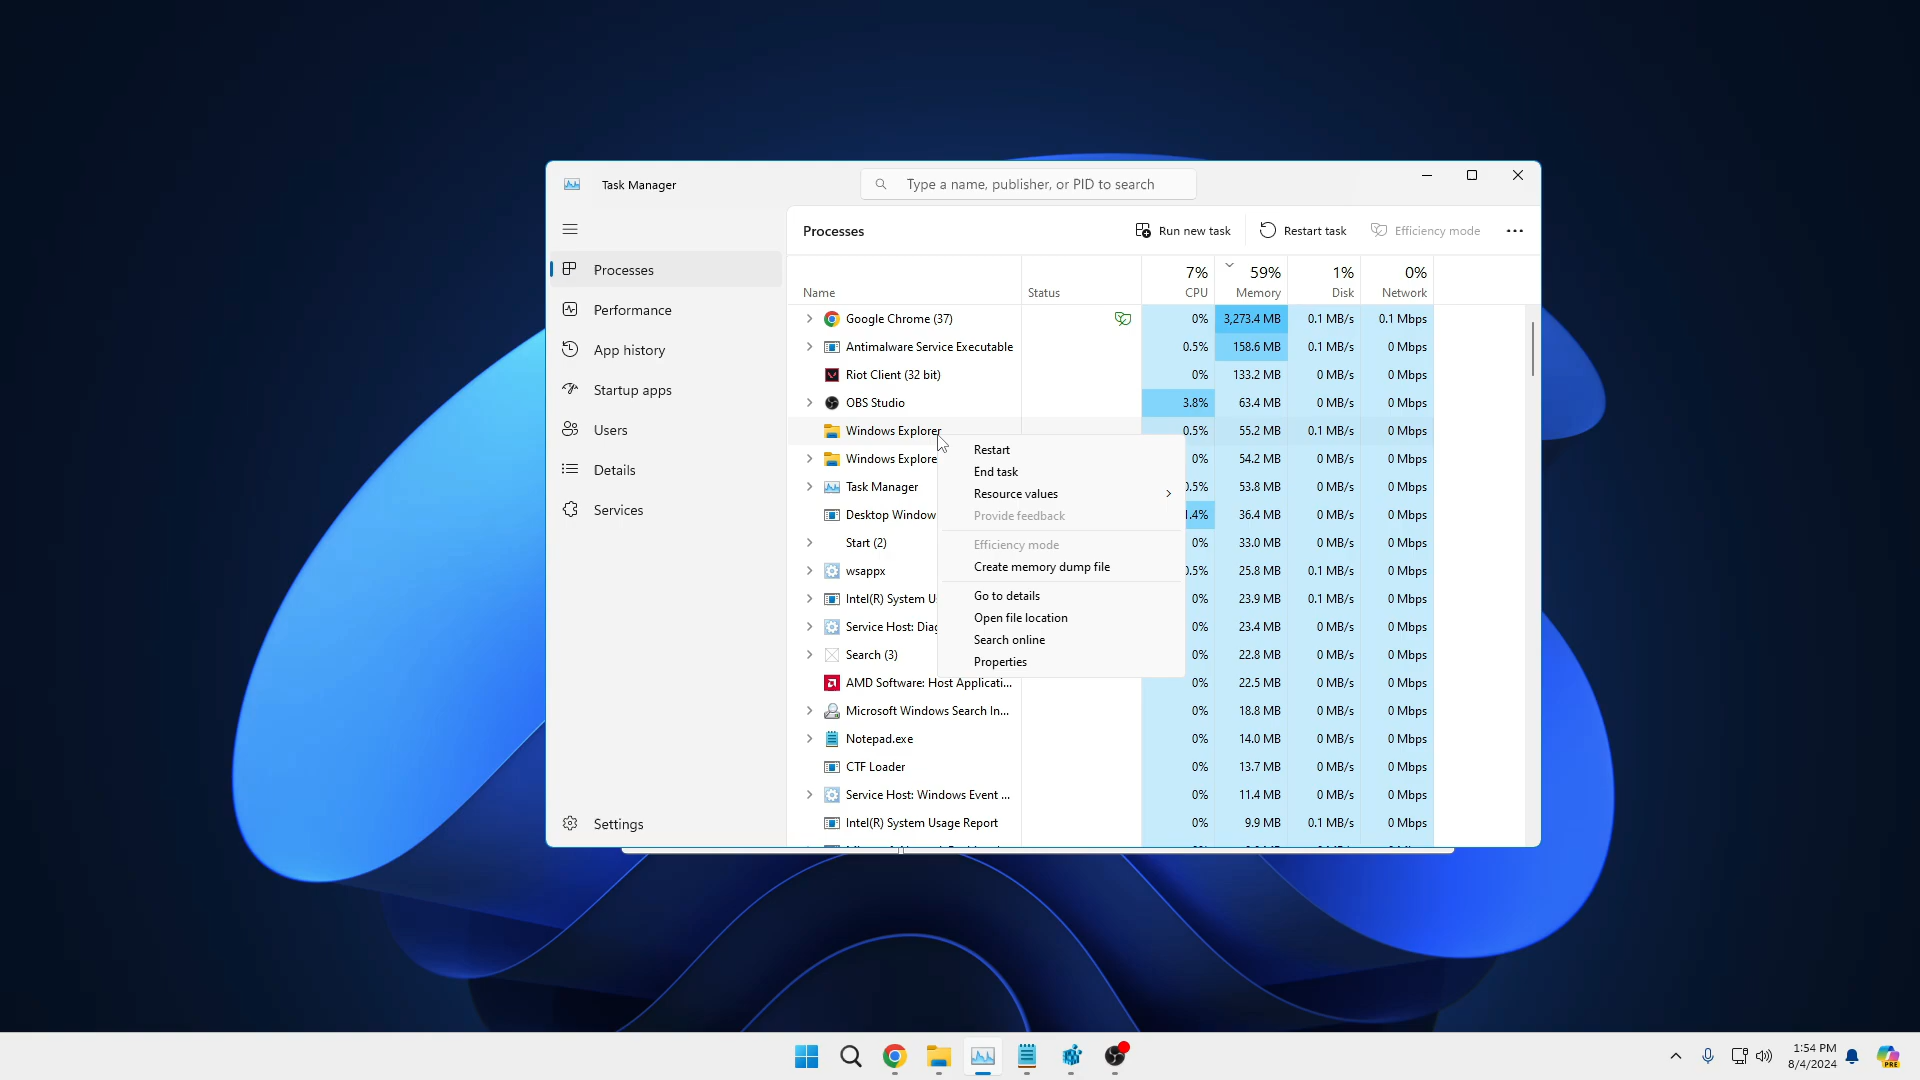 Task Manager
Type a name, publisher, or PID to search
Processes
Run new task
Restart task
Efficiency mode
Processes
Performance
App history
Startup apps
Users
Details
Services
Settings
7% 59% 1% 0%
Name Status CPU Memory Disk Network
Google Chrome (37) 0% 3,273.4 MB 0.1 MB/s 0.1 Mbps
Antimalware Service Executable 0.5% 158.6 MB 0.1 MB/s 0 Mbps
Riot Client (32 bit) 0% 133.2 MB 0 MB/s 0 Mbps
OBS Studio 3.8% 63.4 MB 0 MB/s 0 Mbps
Windows Explorer 0.5% 55.2 MB 0.1 MB/s 0 Mbps
Windows Explore 0% 54.2 MB 0 MB/s 0 Mbps
Task Manager 0.5% 53.8 MB 0 MB/s 0 Mbps
Desktop Window .4% 36.4 MB 0 MB/s 0 Mbps
Start (2) 0% 33.0 MB 0 MB/s 0 Mbps
wsappx 0.5% 25.8 MB 0.1 MB/s 0 Mbps
Intel(R) System U 0% 23.9 MB 0.1 MB/s 0 Mbps
Service Host: Diag 0% 23.4 MB 0 MB/s 0 Mbps
Search (3) 0% 22.8 MB 0 MB/s 0 Mbps
AMD Software: Host Applicati... 0% 22.5 MB 0 MB/s 0 Mbps
Microsoft Windows Search In... 0% 18.8 MB 0 MB/s 0 Mbps
Notepad.exe 0% 14.0 MB 0 MB/s 0 Mbps
CTF Loader 0% 13.7 MB 0 MB/s 0 Mbps
Service Host: Windows Event ... 0% 11.4 MB 0 MB/s 0 Mbps
Intel(R) System Usage Report 0% 9.9 MB 0.1 MB/s 0 Mbps
Restart
End task
Resource values
Provide feedback
Efficiency mode
Create memory dump file
Go to details
Open file location
Search online
Properties
1:54 PM
8/4/2024
PRE